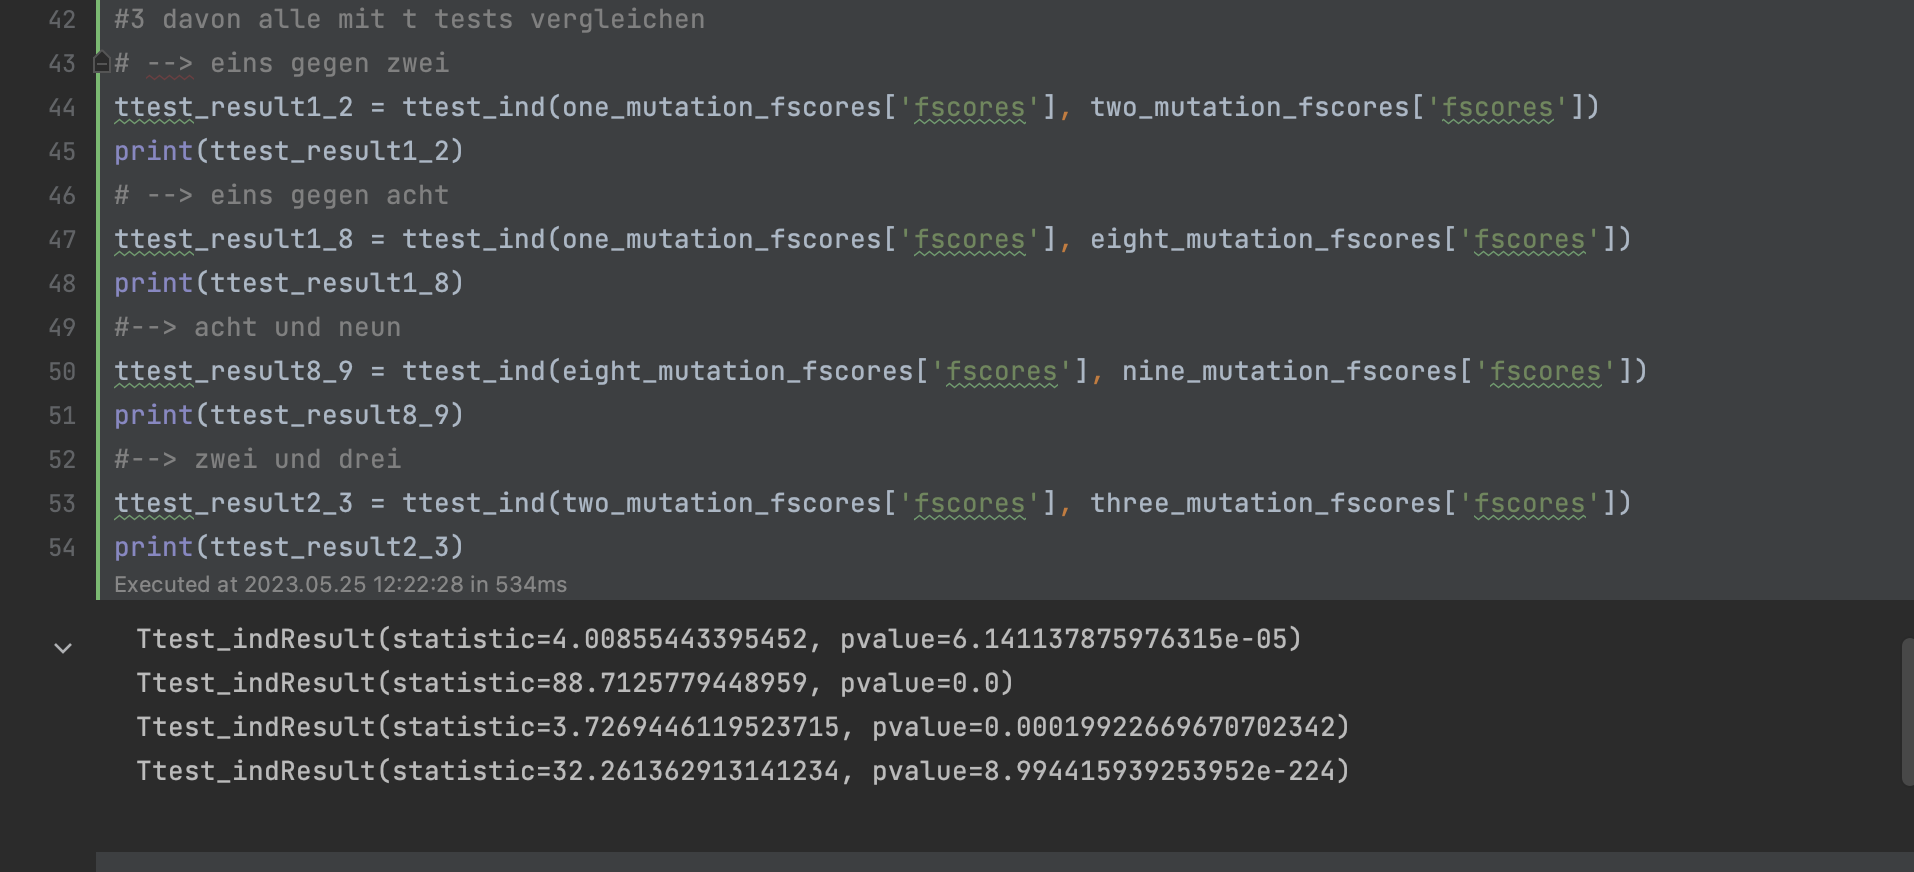 42 #3 davon alle mit t tests vergleichen
43 # --> eins gegen zwei
44 ttest_result1_2 = ttest_ind(one_mutation_fscores['fscores'], two_mutation_fscores['fscores'])
45 print(ttest_result1_2)
46 # --> eins gegen acht
47 ttest_result1_8 = ttest_ind(one_mutation_fscores['fscores'], eight_mutation_fscores['fscores'])
48 print(ttest_result1_8)
49 #--> acht und neun
50 ttest_result8_9 = ttest_ind(eight_mutation_fscores['fscores'], nine_mutation_fscores['fscores'])
51 print(ttest_result8_9)
52 #--> zwei und drei
53 ttest_result2_3 = ttest_ind(two_mutation_fscores['fscores'], three_mutation_fscores['fscores'])
54 print(ttest_result2_3)
Executed at 2023.05.25 12:22:28 in 534ms
Ttest_indResult(statistic=4.00855443395452, pvalue=6.141137875976315e-05)
Ttest_indResult(statistic=88.7125779448959, pvalue=0.0)
Ttest_indResult(statistic=3.7269446119523715, pvalue=0.00019922669670702342)
Ttest_indResult(statistic=32.261362913141234, pvalue=8.994415939253952e-224)